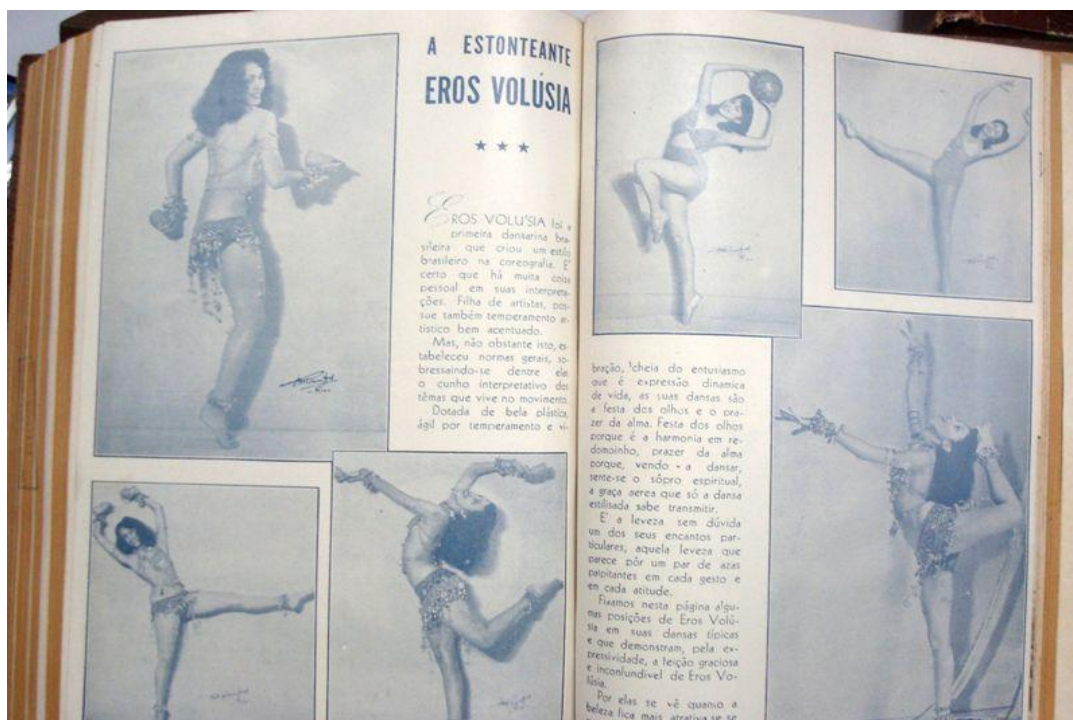 A ESTONTEANTE
EROS VOLÚSIA
★ ★ ★
EROS VOLU'SIA foi a
primeira dansarina bra-
sileira que criou um estilo
brasileiro na coreografia. E'
certo que há muita coisa
pessoal em suas interpreta-
ções. Filha de artistas, pos-
sue também temperamento ar-
tístico bem acentuado.
Mas, não obstante isto, es-
tabeleceu normas gerais, so-
bressaindo-se dentre elas
o cunho interpretativo dos
têmas que vive no movimento.
Dotada de bela plástica,
ágil por temperamento e vi-
bração, cheia do entusiasmo
que é expressão dinamica
de vida, as suas dansas são
a festa dos olhos e o pra-
zer da alma. Festa dos olhos
porque é a harmonia em re-
domoinho, prazer da alma
porque, vendo-a dansar,
sente-se o sôpro espiritual,
a graça aerea que só a dansa
estilisada sabe transmitir.
E' a leveza sem dúvida
um dos seus encantos par-
ticulares, aquela leveza que
parece pôr um par de azas
palpitantes em cada gesto e
en cada atitude.
Fixamos nesta página algu-
mas posições de Eros Volú-
sia em suas dansas típicas
e que demonstram, pela ex-
pressividade, a feição graciosa
e inconfundivel de Eros Vo-
lúsia.
Por elas se vê quanto a
beleza fica mais atrativa se se